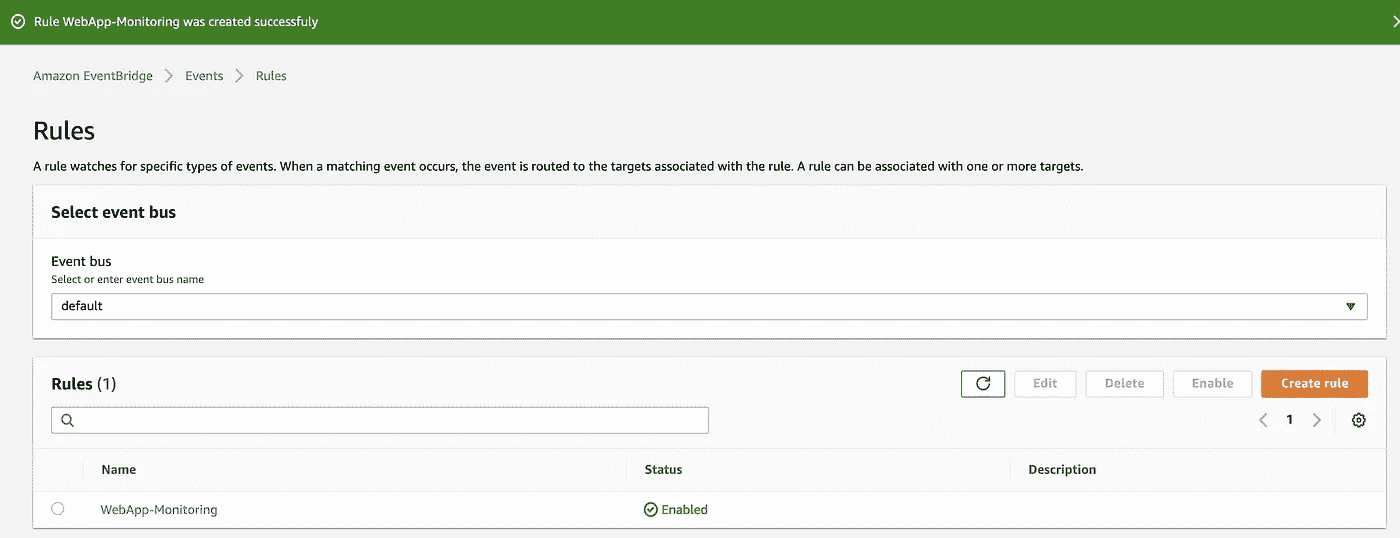 Rule WebApp-Monitoring was created successfuly
Amazon EventBridge Events Rules
Rules
A rule watches for specific types of events. When a matching event occurs, the event is routed to the targets associated with the rule. A rule can be associated with one or more targets.
Select event bus
Event bus
Select or enter event bus name
default
Rules (1) Edit Delete Enable Create rule
1
Name Status Description
WebApp-Monitoring Enabled